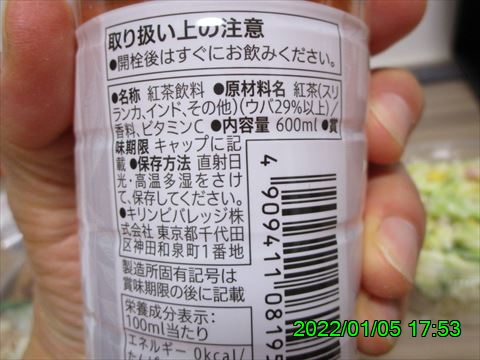 取り扱い上の注意
●開栓後はすぐにお飲みください。
●名称 紅茶飲料 ●原材料名 紅茶(スリ
ランカ、インド、その他)(ウバ29%以上)/
香料、ビタミンC ●内容量 600ml ●賞
味期限 キャップに記
載 ●保存方法 直射日
光・高温多湿をさけ
て、保存してください。
●キリンビバレッジ株
式会社 東京都千代田
区神田和泉町1番地
製造所固有記号は
賞味期限の後に記載
栄養成分表示:
100ml当たり
エネルギー 0kcal/
4 909411 0819
2022/01/05 17:53